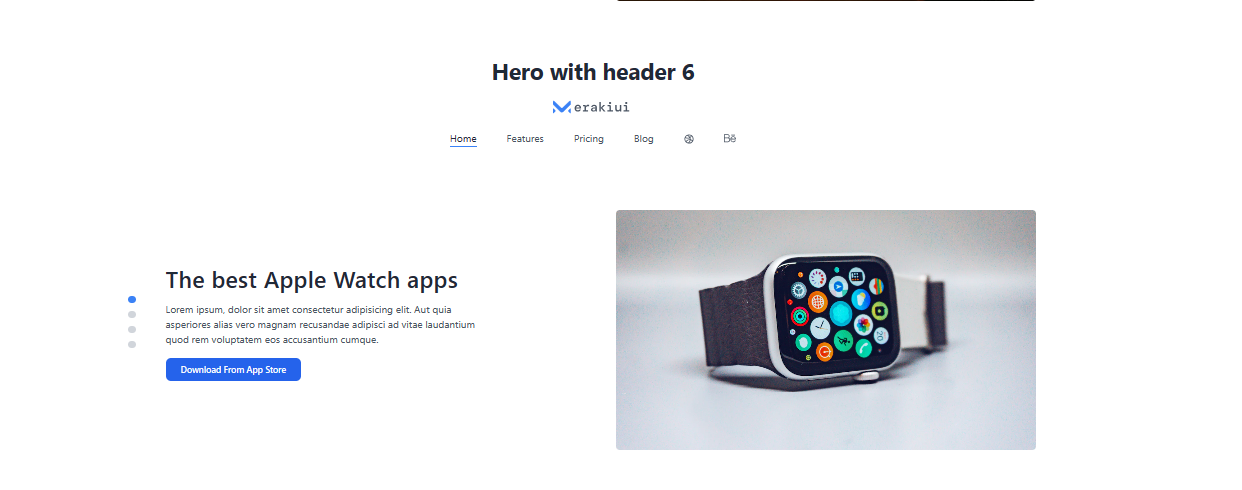 Hero with header 6
erakiui
Home Features Pricing Blog
The best Apple Watch apps
Lorem ipsum, dolor sit amet consectetur adipisicing elit. Aut quia
asperiores alias vero magnam recusandae adipisci ad vitae laudantium
quod rem voluptatem eos accusantium cumque.
Download From App Store